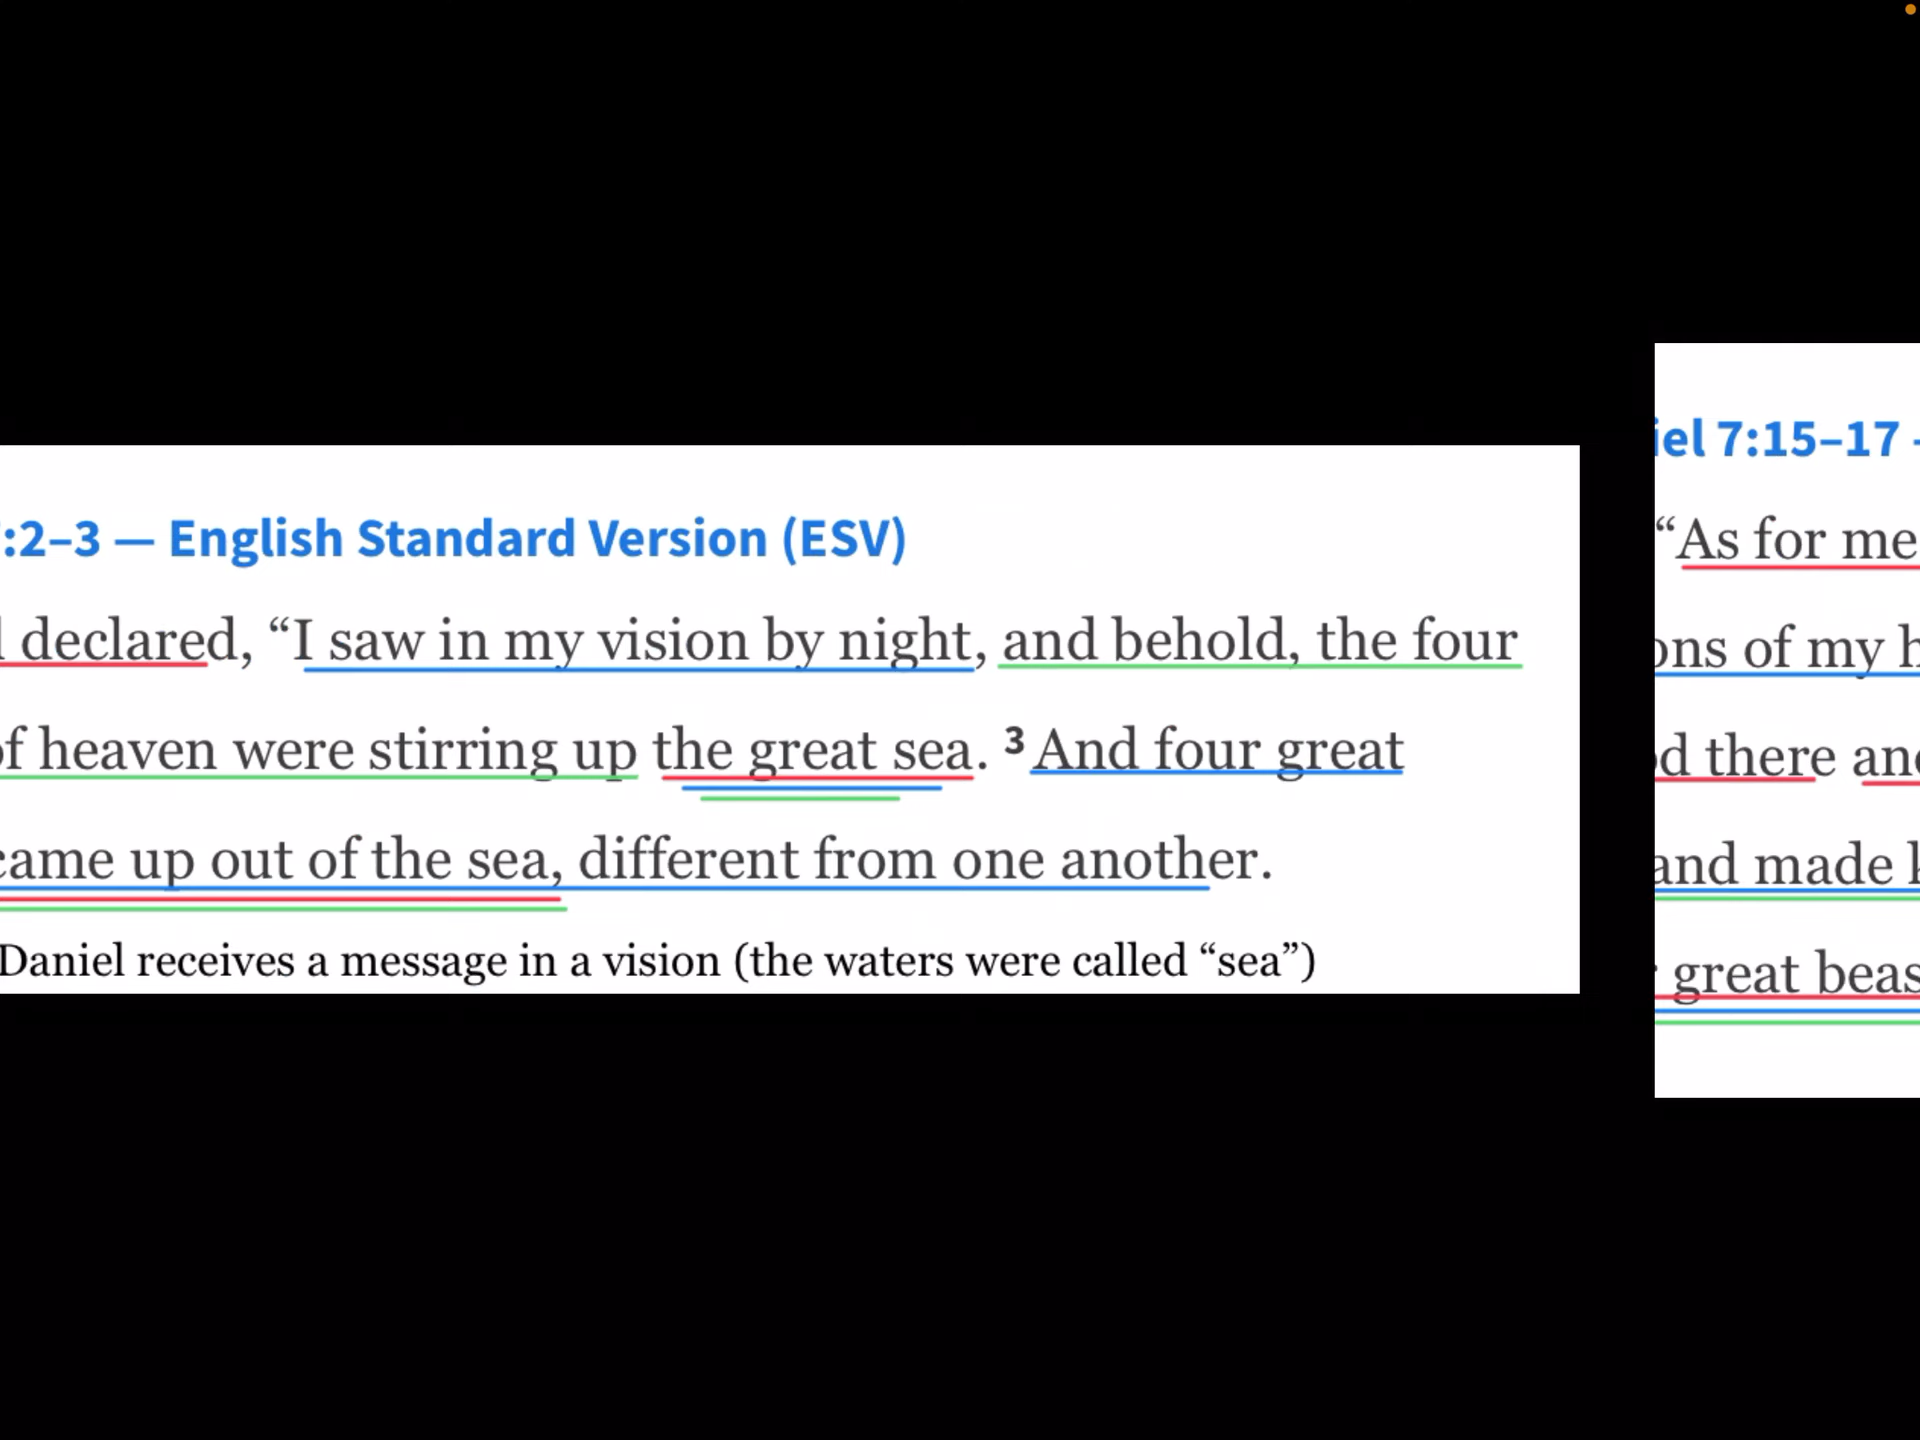 :2–3 — English Standard Version (ESV)
declared, “I saw in my vision by night, and behold, the four
of heaven were stirring up the great sea. ³ And four great
came up out of the sea, different from one another.
Daniel receives a message in a vision (the waters were called “sea”)
iel 7:15–17 -
“As for me
ons of my h
od there and
and made k
great beas